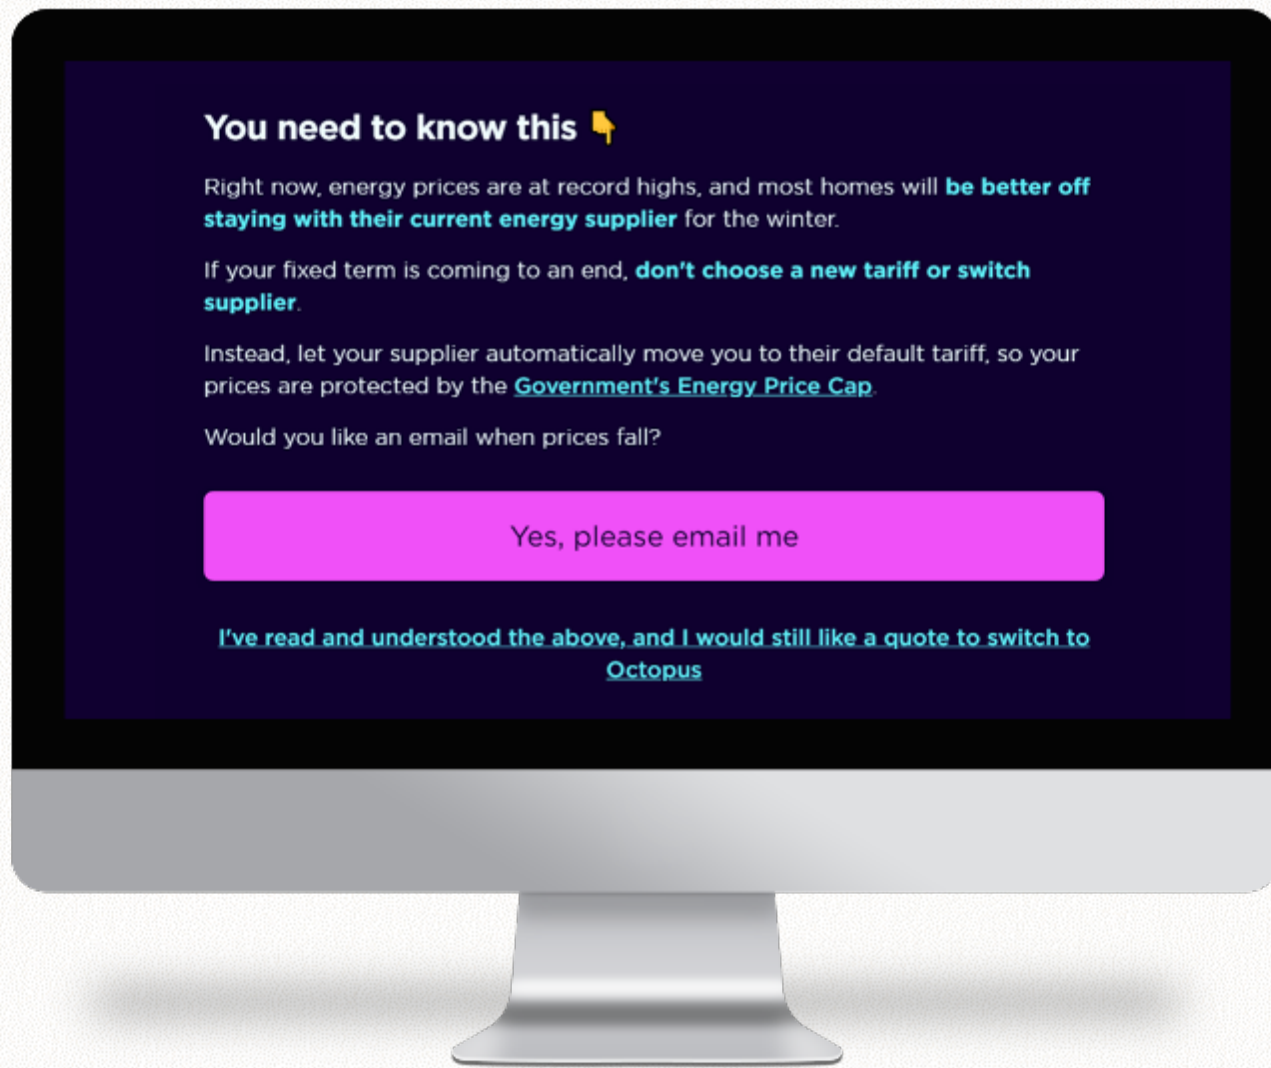 You need to know this 👇
Right now, energy prices are at record highs, and most homes will be better off
staying with their current energy supplier for the winter.
If your fixed term is coming to an end, don't choose a new tariff or switch
supplier.
Instead, let your supplier automatically move you to their default tariff, so your
prices are protected by the Government's Energy Price Cap.
Would you like an email when prices fall?
Yes, please email me
I've read and understood the above, and I would still like a quote to switch to
Octopus